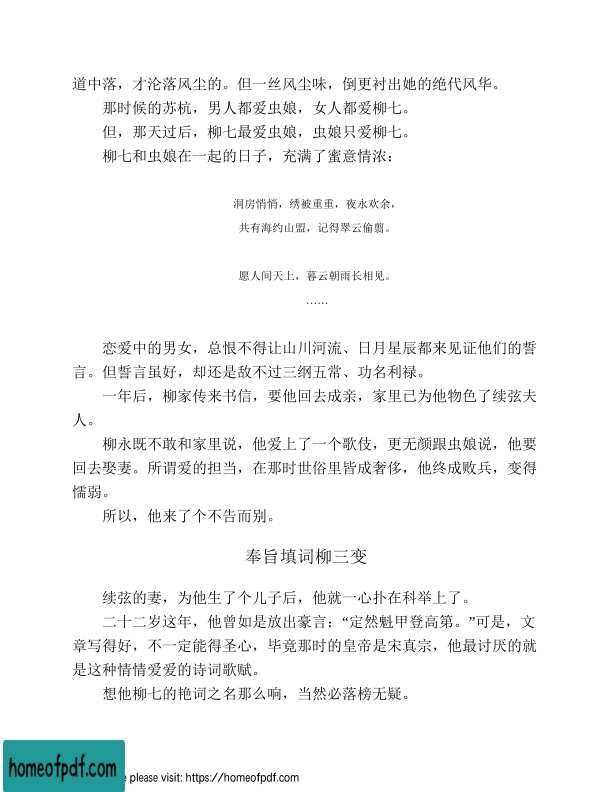 道中落，才沦落风尘的。但一丝风尘味，倒更衬出她的绝代风华。
那时候的苏杭，男人都爱虫娘，女人都爱柳七。
但，那天过后，柳七最爱虫娘，虫娘只爱柳七。
柳七和虫娘在一起的日子，充满了蜜意情浓：
洞房悄悄，绣被重重，夜永欢余，
共有海约山盟，记得翠云偷翦。
愿人间天上，暮云朝雨长相见。
……
恋爱中的男女，总恨不得让山川河流、日月星辰都来见证他们的誓
言。但誓言虽好，却还是敌不过三纲五常、功名利禄。
一年后，柳家传来书信，要他回去成亲，家里已为他物色了续弦夫
人。
柳永既不敢和家里说，他爱上了一个歌伎，更无颜跟虫娘说，他要
回去娶妻。所谓爱的担当，在那时世俗里皆成奢侈，他终成败兵，变得
懦弱。
所以，他来了个不告而别。
奉旨填词柳三变
续弦的妻，为他生了个儿子后，他就一心扑在科举上了。
二十二岁这年，他曾如是放出豪言：“定然魁甲登高第。”可是，文
章写得好，不一定能得圣心，毕竟那时的皇帝是宋真宗，他最讨厌的就
是这种情情爱爱的诗词歌赋。
想他柳七的艳词之名那么响，当然必落榜无疑。
homeofpdf.com
e please visit: https://homeofpdf.com